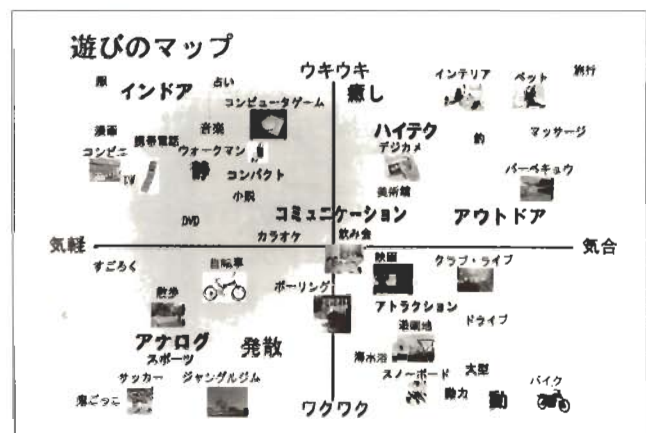 遊びのマップ
ウキウキ
服
インドア
占い
コンピュータゲーム
癒し
インテリア
ペット
旅行
漫画
携帯電話
音楽
ハイテク
釣
マッサージ
コンビニ
TV
ウォークマン
静
コンパクト
デジカメ
バーベキュウ
小説
美術館
DVD
コミュニケーション
アウトドア
カラオケ
飲み会
気軽
気合
すごろく
自転車
映画
クラブ・ライブ
散歩
ボーリング
アトラクション
アナログ
発散
遊園地
ドライブ
スポーツ
海水浴
サッカー
ジャングルジム
スノーボード
大型
バイク
鬼ごっこ
動力
動
ワクワク